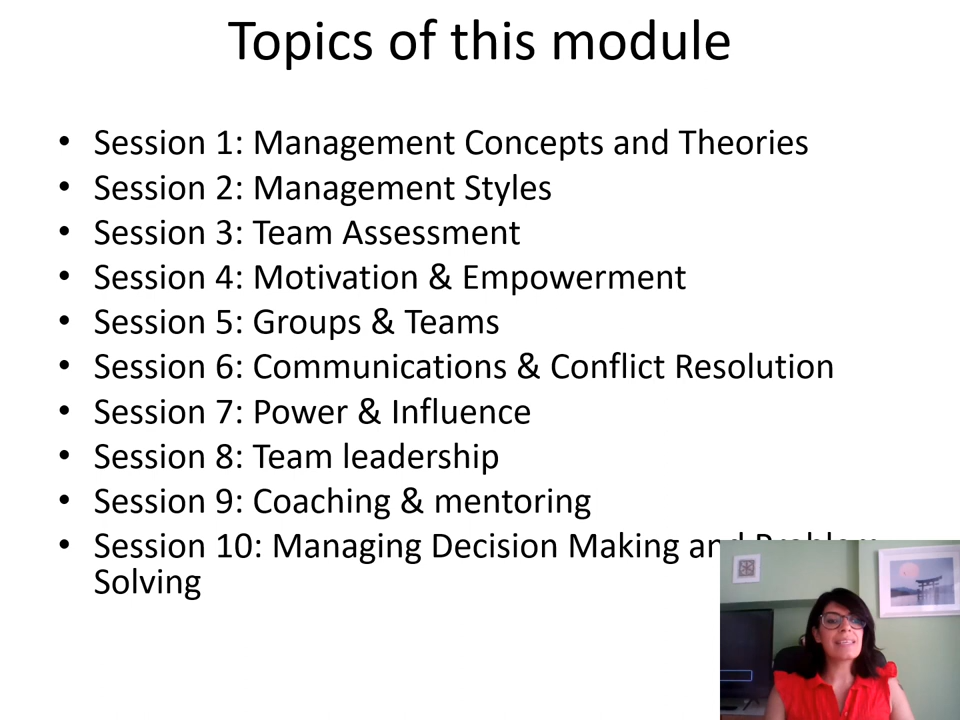 Topics of this module
• Session 1: Management Concepts and Theories
• Session 2: Management Styles
• Session 3: Team Assessment
• Session 4: Motivation & Empowerment
• Session 5: Groups & Teams
• Session 6: Communications & Conflict Resolution
• Session 7: Power & Influence
• Session 8: Team leadership
• Session 9: Coaching & mentoring
• Session 10: Managing Decision Making and Problem
Solving